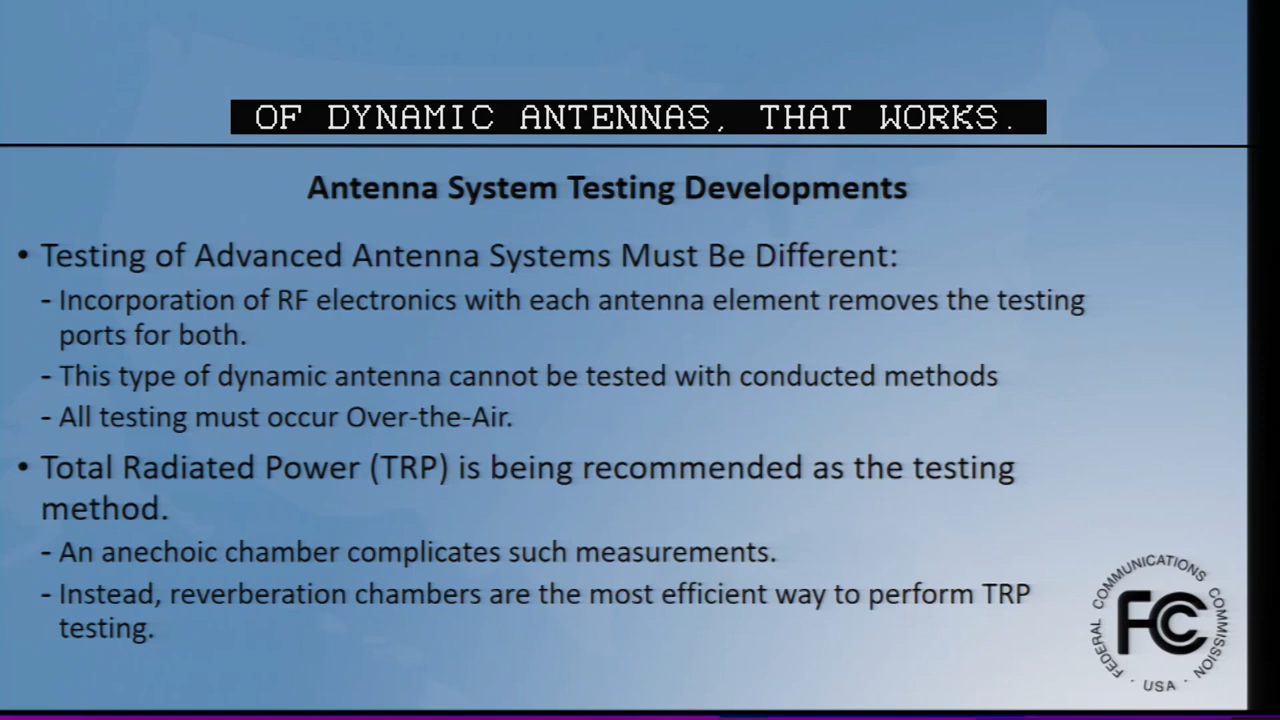 OF DYNAMIC ANTENNAS, THAT WORKS.
Antenna System Testing Developments
• Testing of Advanced Antenna Systems Must Be Different:
- Incorporation of RF electronics with each antenna element removes the testing
ports for both.
- This type of dynamic antenna cannot be tested with conducted methods
- All testing must occur Over-the-Air.
• Total Radiated Power (TRP) is being recommended as the testing
method.
- An anechoic chamber complicates such measurements.
- Instead, reverberation chambers are the most efficient way to perform TRP
testing.
FEDERAL COMMUNICATIONS COMMISSION · USA ·
FCC